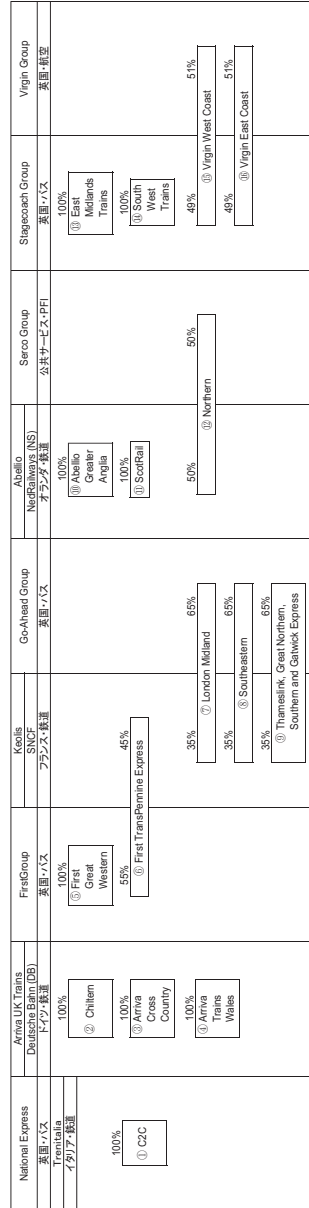 National Express
英国・バス
Trenitalia
イタリア・鉄道
100%
① C2C
Arriva UK Trains
Deutsche Bahn (DB)
ドイツ・鉄道
100%
② Chiltern
100%
③ Arriva
Cross
Country
100%
④ Arriva
Trains
Wales
FirstGroup
英国・バス
100%
⑤ First
Great
Western
55%
45%
⑥ First TransPennine Express
Keolis
SNCF
フランス・鉄道
Go-Ahead Group
英国・バス
35%
65%
⑦ London Midland
35%
65%
⑧ Southeastern
35%
65%
⑨ Thameslink, Great Northern,
Southern and Gatwick Express
Abellio
NedRailways (NS)
オランダ・鉄道
100%
⑩ Abellio
Greater
Anglia
100%
⑪ ScotRail
Serco Group
公共サービス・PFI
50%
50%
⑫ Northern
Stagecoach Group
英国・バス
100%
⑬ East
Midlands
Trains
100%
⑭ South
West
Trains
Virgin Group
英国・航空
49%
51%
⑮ Virgin West Coast
49%
51%
⑯ Virgin East Coast